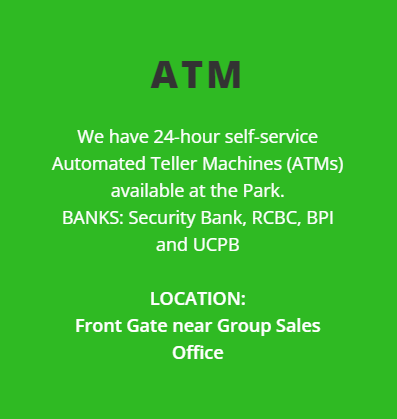 ATM
We have 24-hour self-service
Automated Teller Machines (ATMs)
available at the Park.
BANKS: Security Bank, RCBC, BPI
and UCPB
LOCATION:
Front Gate near Group Sales
Office